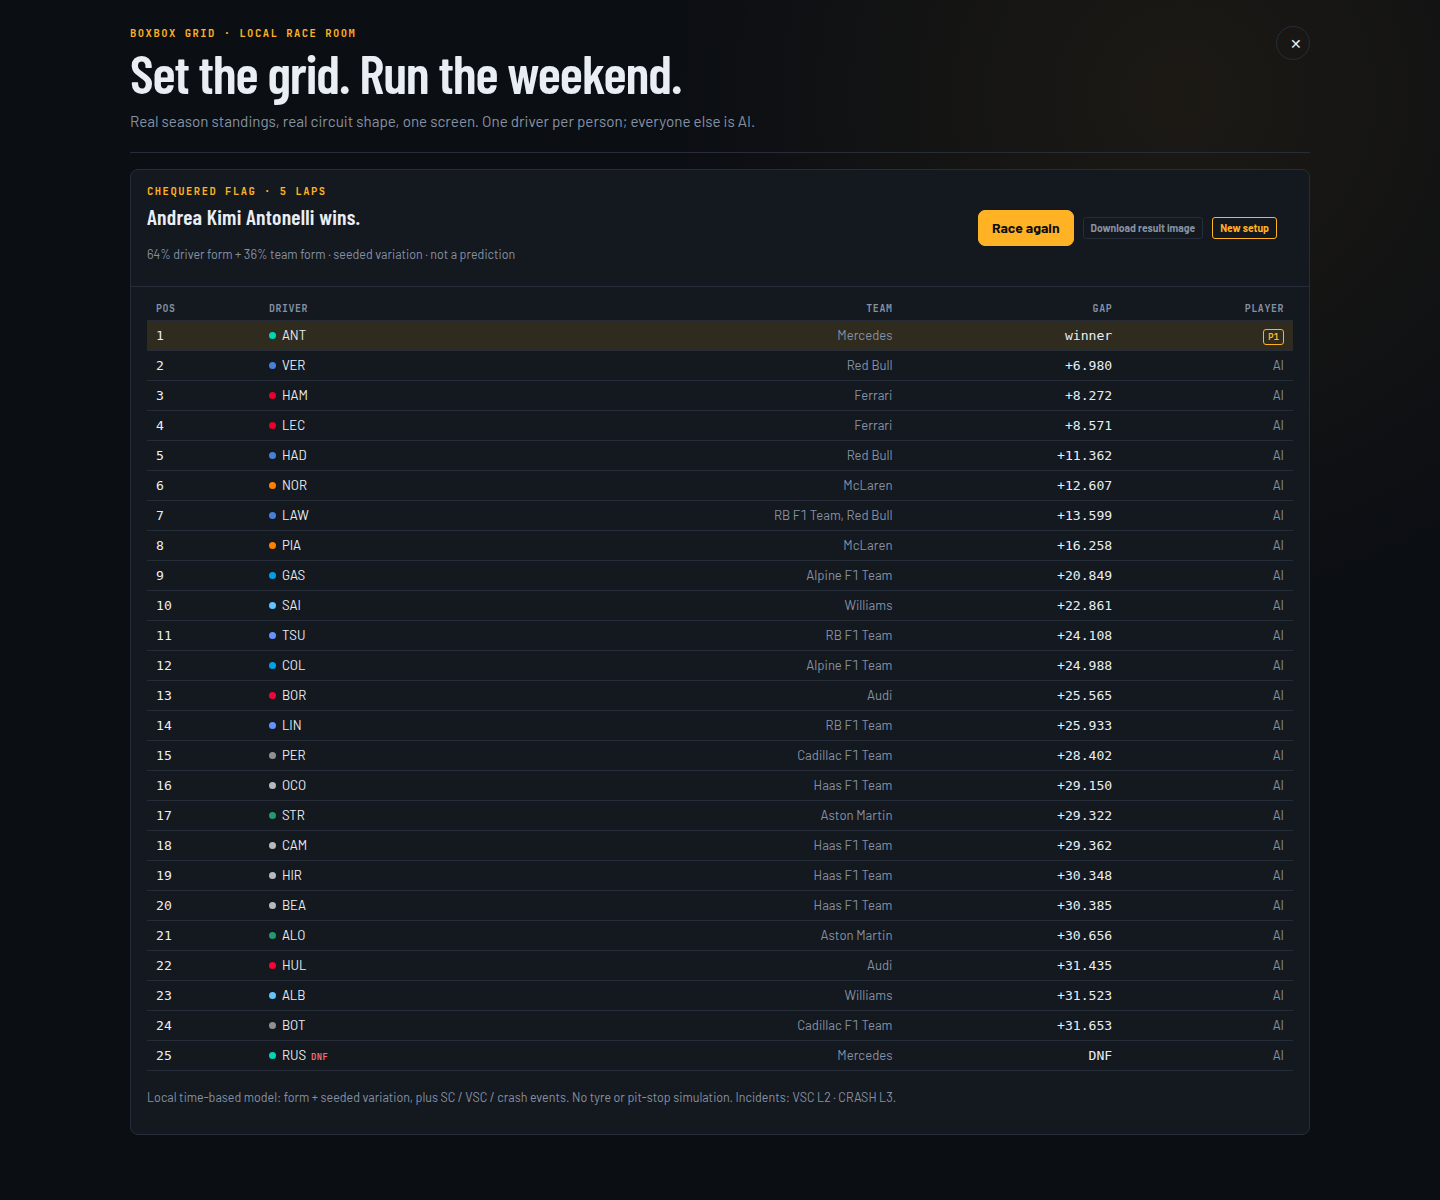 BOXBOX GRID · LOCAL RACE ROOM
✕
Set the grid. Run the weekend.
Real season standings, real circuit shape, one screen. One driver per person; everyone else is AI.
CHEQUERED FLAG · 5 LAPS
Andrea Kimi Antonelli wins.
64% driver form + 36% team form · seeded variation · not a prediction
Race again Download result image New setup
POS DRIVER TEAM GAP PLAYER
1 ANT Mercedes winner P1
2 VER Red Bull +6.980 AI
3 HAM Ferrari +8.272 AI
4 LEC Ferrari +8.571 AI
5 HAD Red Bull +11.362 AI
6 NOR McLaren +12.607 AI
7 LAW RB F1 Team, Red Bull +13.599 AI
8 PIA McLaren +16.258 AI
9 GAS Alpine F1 Team +20.849 AI
10 SAI Williams +22.861 AI
11 TSU RB F1 Team +24.108 AI
12 COL Alpine F1 Team +24.988 AI
13 BOR Audi +25.565 AI
14 LIN RB F1 Team +25.933 AI
15 PER Cadillac F1 Team +28.402 AI
16 OCO Haas F1 Team +29.150 AI
17 STR Aston Martin +29.322 AI
18 CAM Haas F1 Team +29.362 AI
19 HIR Haas F1 Team +30.348 AI
20 BEA Haas F1 Team +30.385 AI
21 ALO Aston Martin +30.656 AI
22 HUL Audi +31.435 AI
23 ALB Williams +31.523 AI
24 BOT Cadillac F1 Team +31.653 AI
25 RUS DNF Mercedes DNF AI
Local time-based model: form + seeded variation, plus SC / VSC / crash events. No tyre or pit-stop simulation. Incidents: VSC L2 · CRASH L3.